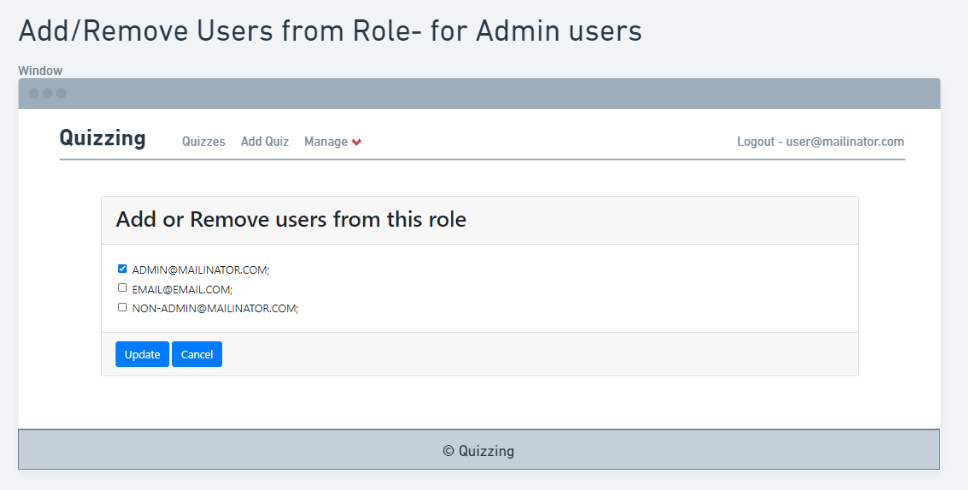 Add/Remove Users from Role- for Admin users
Window
Quizzing Quizzes Add Quiz Manage Logout - user@mailinator.com
Add or Remove users from this role
ADMIN@MAILINATOR.COM;
EMAIL@EMAIL.COM;
NON-ADMIN@MAILINATOR.COM;
Update Cancel
© Quizzing